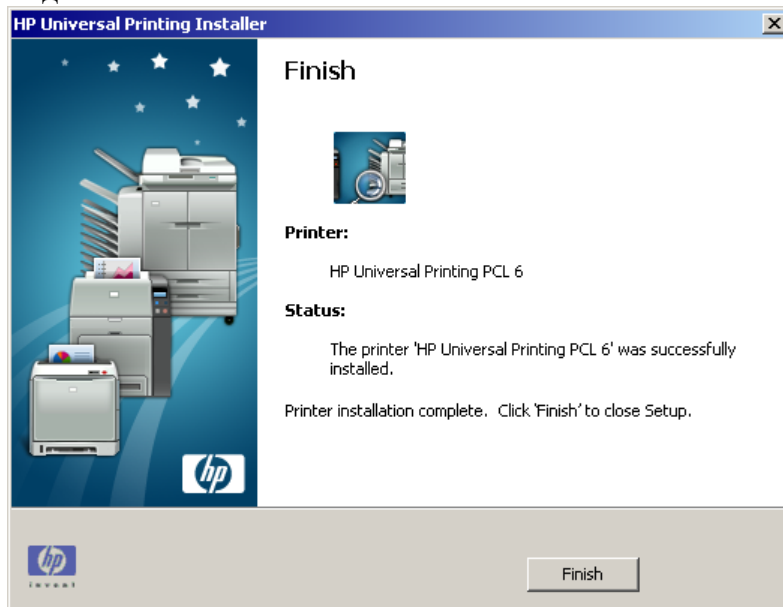 HP Universal Printing Installer
Finish
Printer:
HP Universal Printing PCL 6
Status:
The printer 'HP Universal Printing PCL 6' was successfully
installed.
Printer installation complete. Click 'Finish' to close Setup.
hp
hp
invent
Finish